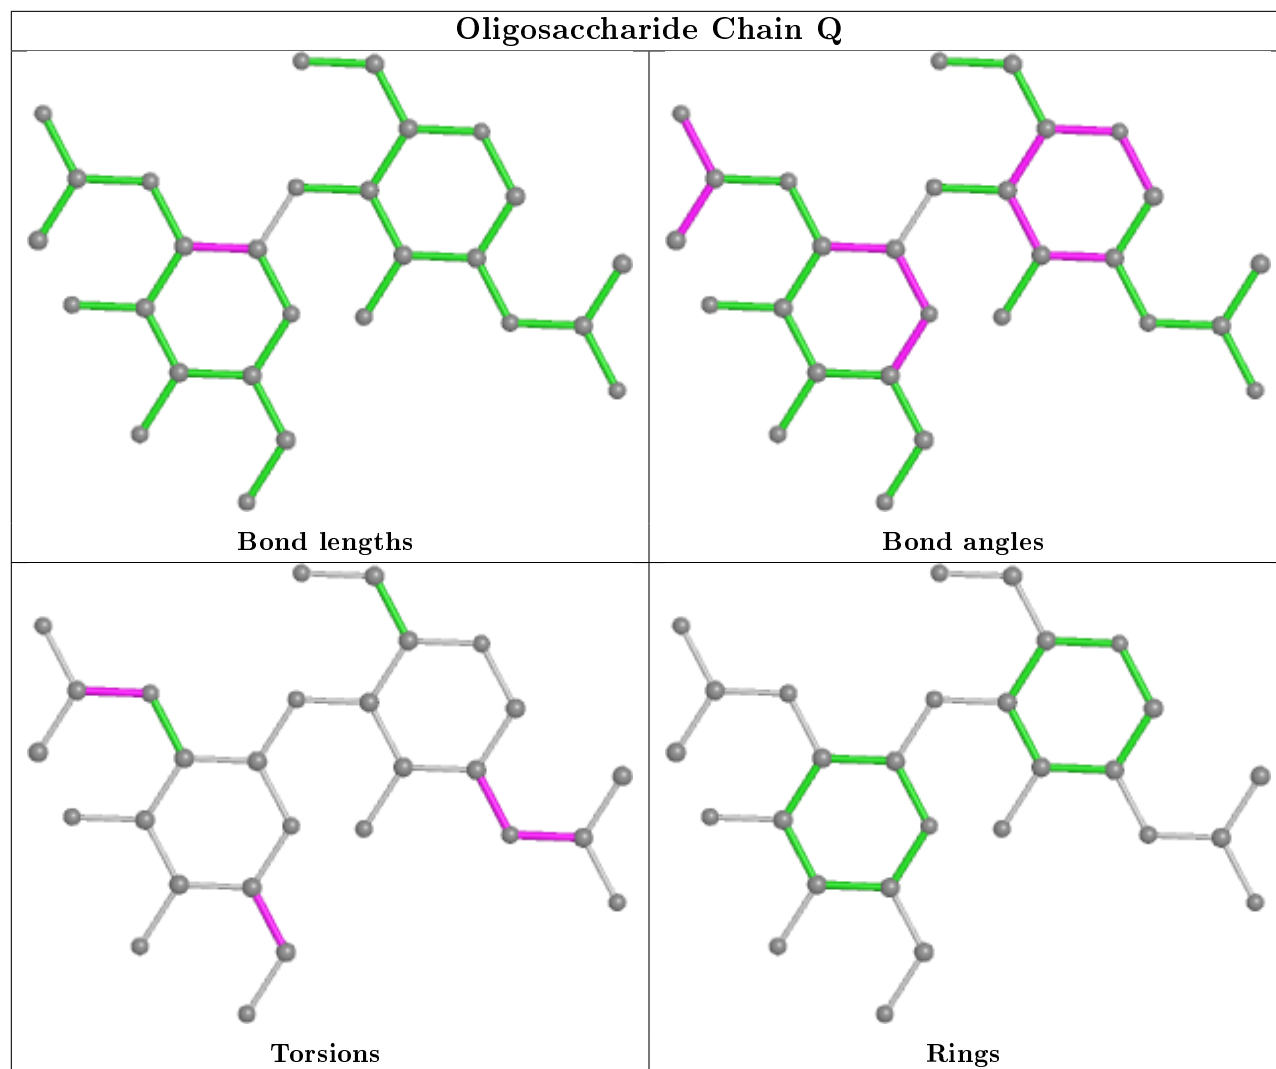 Oligosaccharide Chain Q
Bond lengths
Bond angles
Torsions
Rings